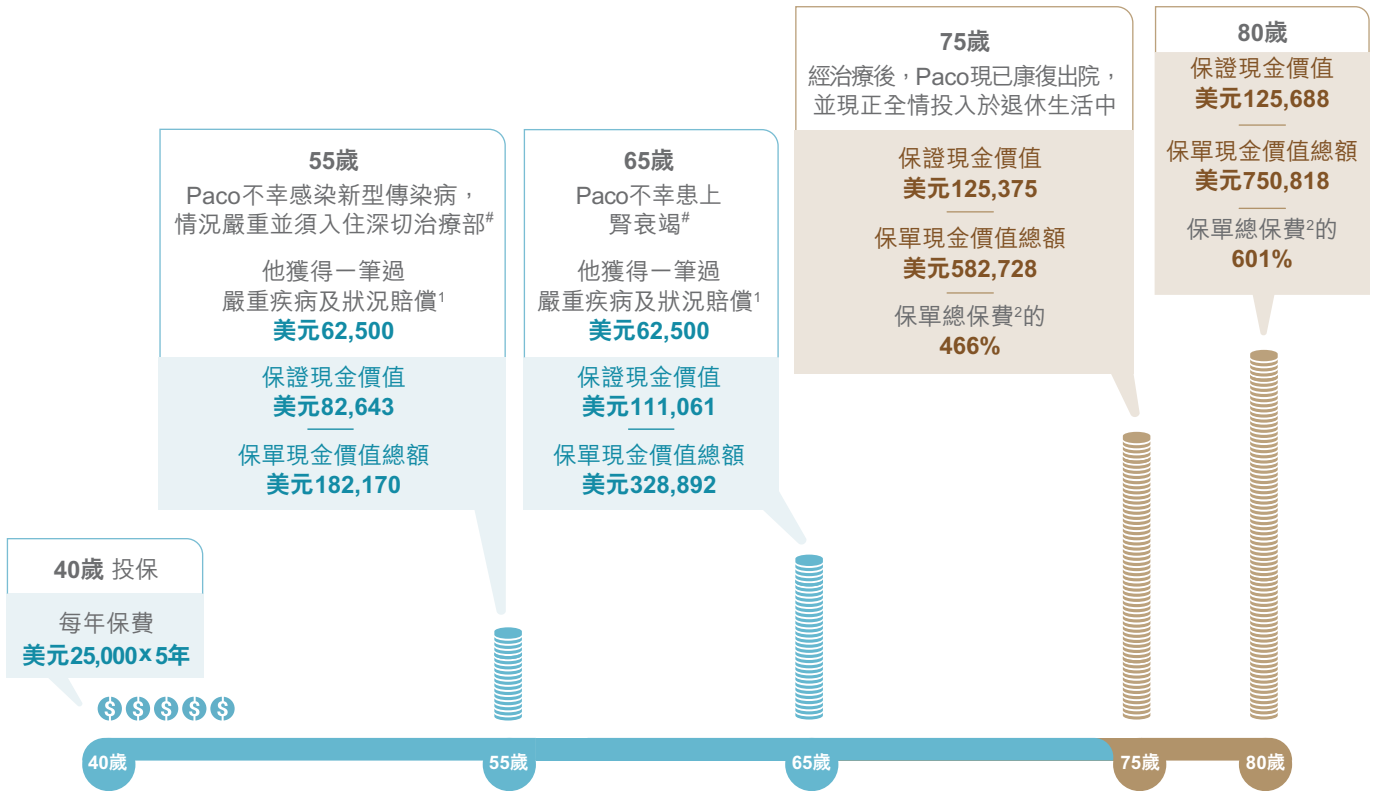 40歲 投保
每年保費
美元25,000x5年
55歲
Paco不幸感染新型傳染病，
情況嚴重並須入住深切治療部#
他獲得一筆過
嚴重疾病及狀況賠償1
美元62,500
保證現金價值
美元82,643
保單現金價值總額
美元182,170
65歲
Paco不幸患上
腎衰竭#
他獲得一筆過
嚴重疾病及狀況賠償1
美元62,500
保證現金價值
美元111,061
保單現金價值總額
美元328,892
75歲
經治療後，Paco現已康復出院，
並現正全情投入於退休生活中
保證現金價值
美元125,375
保單現金價值總額
美元582,728
保單總保費2的
466%
80歲
保證現金價值
美元125,688
保單現金價值總額
美元750,818
保單總保費2的
601%
$ $ $ $ $
40歲
55歲
65歲
75歲
80歲